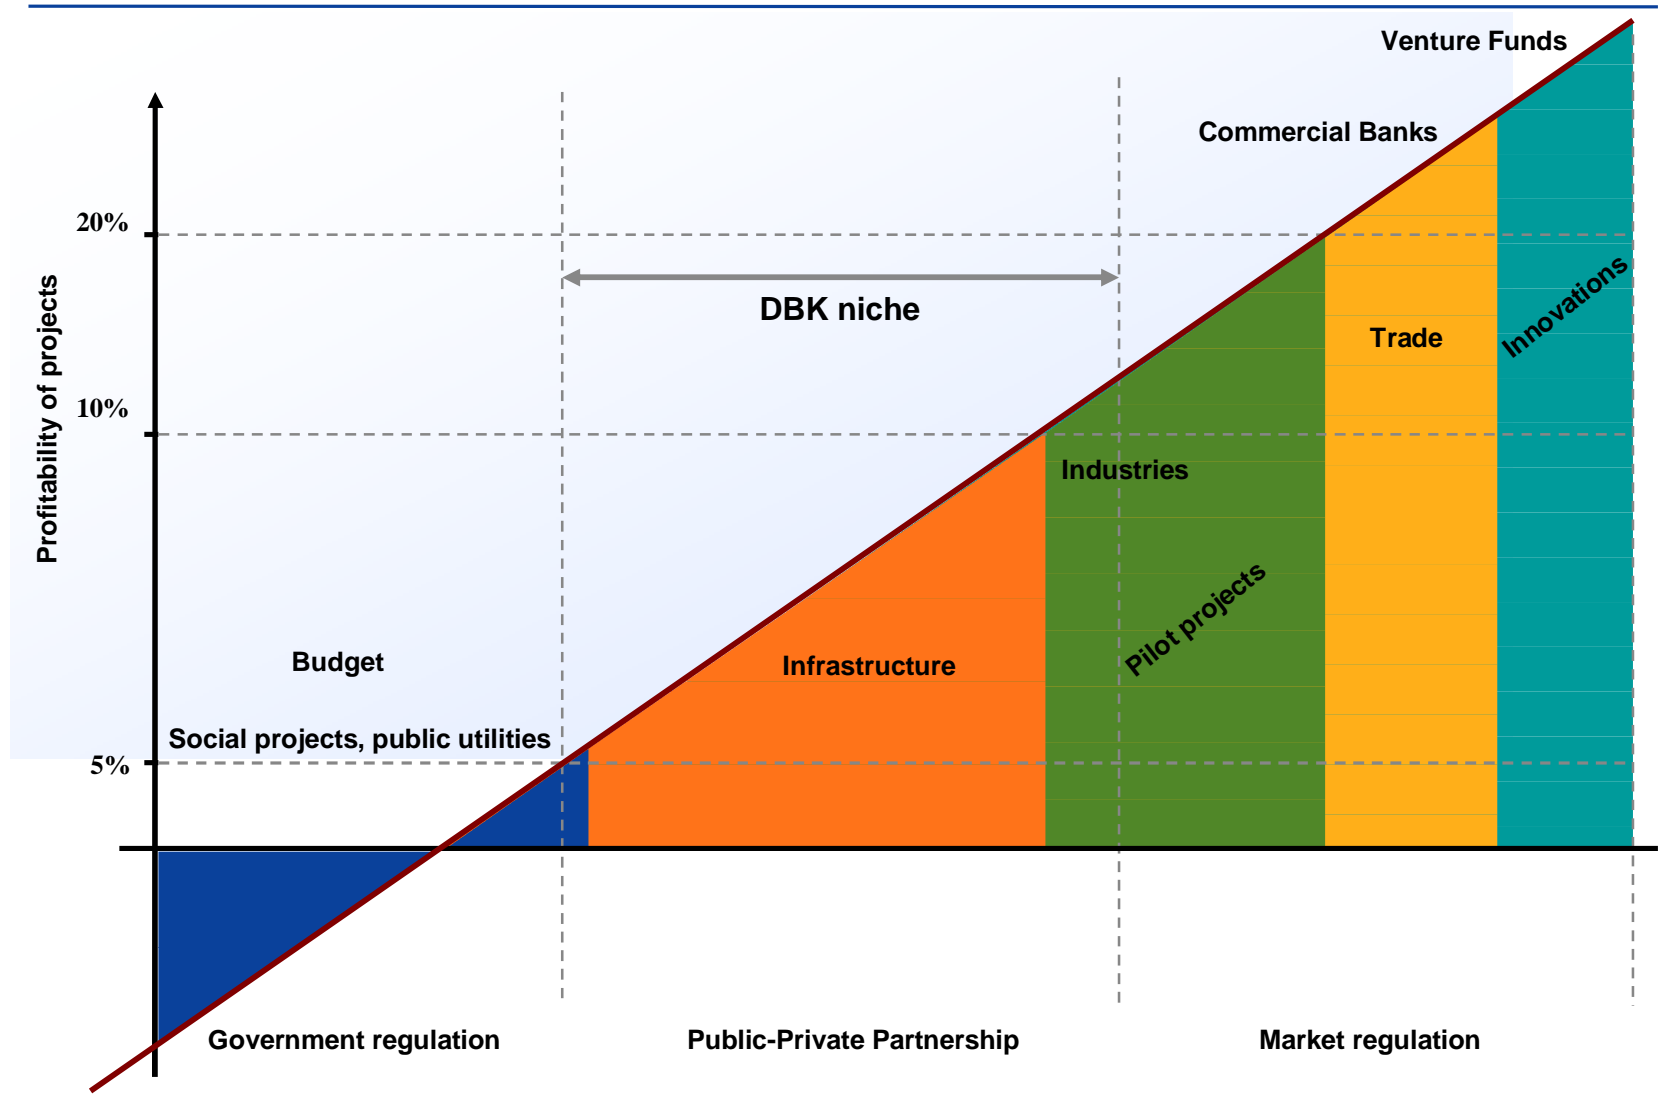 Venture Funds
Commercial Banks
20%
DBK niche
Innovations
Trade
Profitability of projects
10%
Industries
Pilot projects
Budget
Infrastructure
Social projects, public utilities
5%
Government regulation
Public-Private Partnership
Market regulation